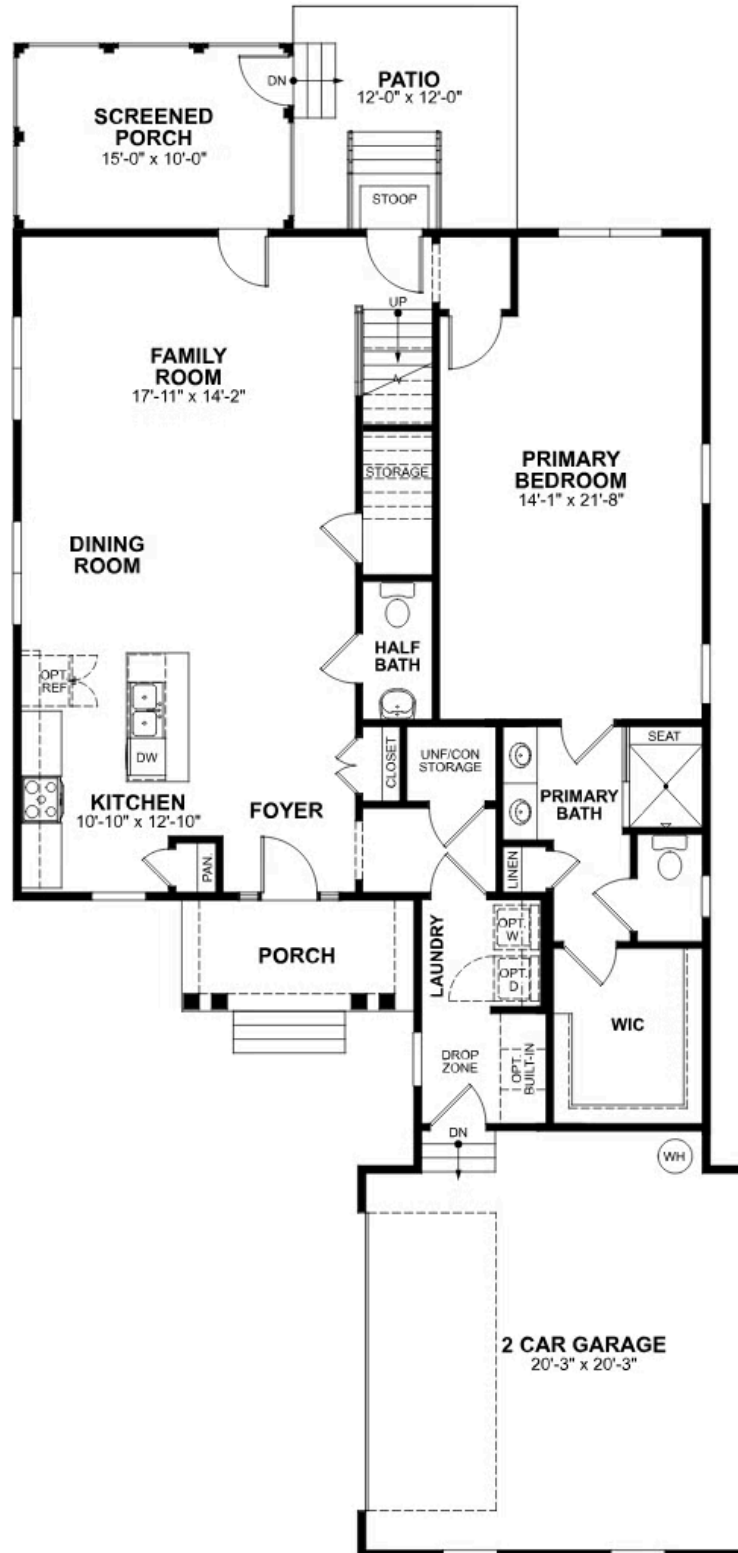 PATIO
12'-0" x 12'-0"
DN
SCREENED
PORCH
15'-0" x 10'-0"
STOOP
UP
FAMILY
ROOM
17'-11" x 14'-2"
STORAGE
PRIMARY
BEDROOM
14'-1" x 21'-8"
DINING
ROOM
HALF
BATH
OPT.
REF
DW
KITCHEN
10'-10" x 12'-10"
FOYER
CLOSET
UNF/CON
STORAGE
SEAT
PRIMARY
BATH
PAN.
LINEN
PORCH
LAUNDRY
OPT.
W
OPT.
D
WIC
DROP
ZONE
OPT.
BUILT-IN
DN
WH
2 CAR GARAGE
20'-3" x 20'-3"